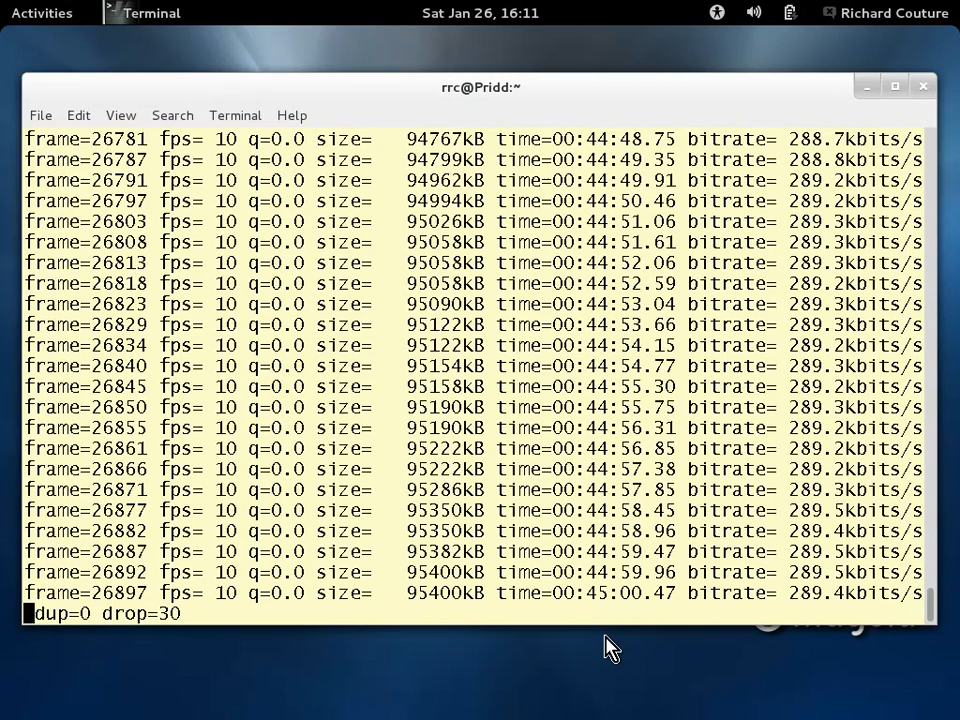 Activities Terminal Sat Jan 26, 16:11 Richard Couture
rrc@Pridd:~
File Edit View Search Terminal Help
frame=26781 fps= 10 q=0.0 size=   94767kB time=00:44:48.75 bitrate= 288.7kbits/s
frame=26787 fps= 10 q=0.0 size=   94799kB time=00:44:49.35 bitrate= 288.8kbits/s
frame=26791 fps= 10 q=0.0 size=   94962kB time=00:44:49.91 bitrate= 289.2kbits/s
frame=26797 fps= 10 q=0.0 size=   94994kB time=00:44:50.46 bitrate= 289.2kbits/s
frame=26803 fps= 10 q=0.0 size=   95026kB time=00:44:51.06 bitrate= 289.3kbits/s
frame=26808 fps= 10 q=0.0 size=   95058kB time=00:44:51.61 bitrate= 289.3kbits/s
frame=26813 fps= 10 q=0.0 size=   95058kB time=00:44:52.06 bitrate= 289.3kbits/s
frame=26818 fps= 10 q=0.0 size=   95058kB time=00:44:52.59 bitrate= 289.2kbits/s
frame=26823 fps= 10 q=0.0 size=   95090kB time=00:44:53.04 bitrate= 289.3kbits/s
frame=26829 fps= 10 q=0.0 size=   95122kB time=00:44:53.66 bitrate= 289.3kbits/s
frame=26834 fps= 10 q=0.0 size=   95122kB time=00:44:54.15 bitrate= 289.2kbits/s
frame=26840 fps= 10 q=0.0 size=   95154kB time=00:44:54.77 bitrate= 289.3kbits/s
frame=26845 fps= 10 q=0.0 size=   95158kB time=00:44:55.30 bitrate= 289.2kbits/s
frame=26850 fps= 10 q=0.0 size=   95190kB time=00:44:55.75 bitrate= 289.3kbits/s
frame=26855 fps= 10 q=0.0 size=   95190kB time=00:44:56.31 bitrate= 289.2kbits/s
frame=26861 fps= 10 q=0.0 size=   95222kB time=00:44:56.85 bitrate= 289.2kbits/s
frame=26866 fps= 10 q=0.0 size=   95222kB time=00:44:57.38 bitrate= 289.2kbits/s
frame=26871 fps= 10 q=0.0 size=   95286kB time=00:44:57.85 bitrate= 289.3kbits/s
frame=26877 fps= 10 q=0.0 size=   95350kB time=00:44:58.45 bitrate= 289.5kbits/s
frame=26882 fps= 10 q=0.0 size=   95350kB time=00:44:58.96 bitrate= 289.4kbits/s
frame=26887 fps= 10 q=0.0 size=   95382kB time=00:44:59.47 bitrate= 289.5kbits/s
frame=26892 fps= 10 q=0.0 size=   95400kB time=00:44:59.96 bitrate= 289.5kbits/s
frame=26897 fps= 10 q=0.0 size=   95400kB time=00:45:00.47 bitrate= 289.4kbits/s
dup=0 drop=30